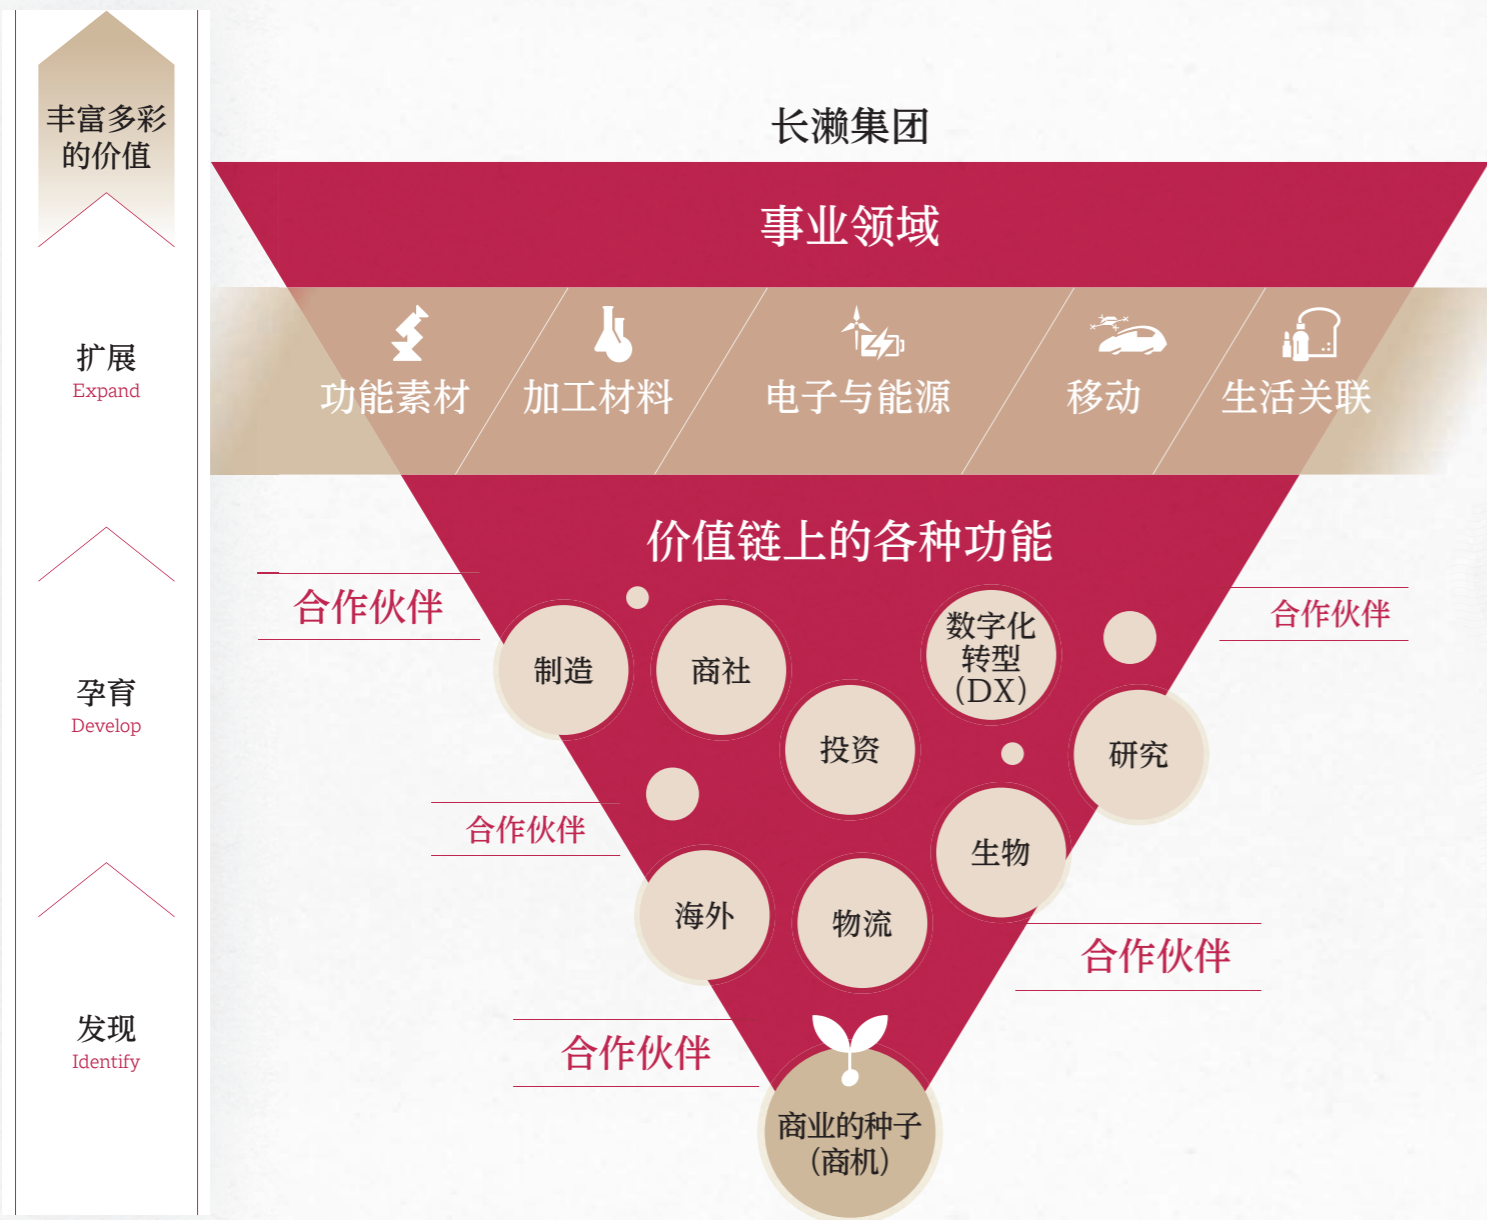 丰富多彩
的价值
扩展
Expand
孕育
Develop
发现
Identify
长濑集团
事业领域
功能素材
加工材料
电子与能源
移动
生活关联
价值链上的各种功能
合作伙伴
合作伙伴
制造
商社
数字化
转型
（DX）
投资
研究
合作伙伴
生物
海外
物流
合作伙伴
合作伙伴
商业的种子
（商机）